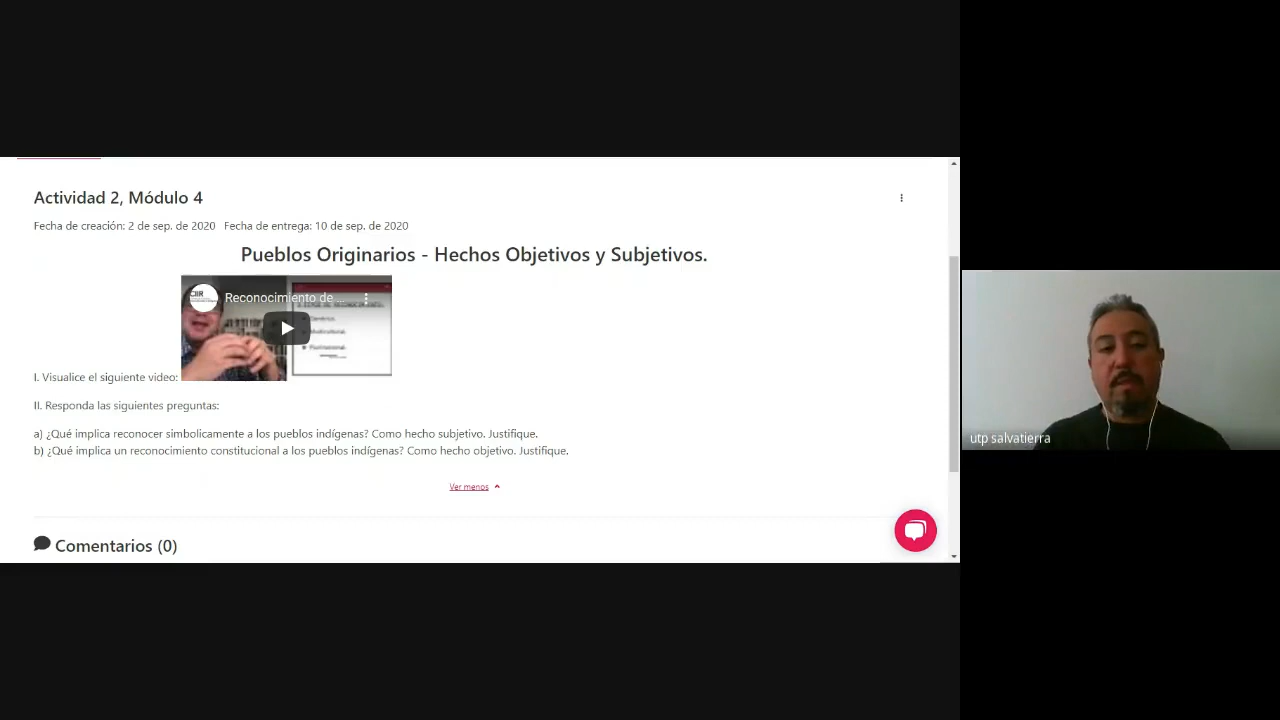 Actividad 2, Módulo 4
Fecha de creación: 2 de sep. de 2020 Fecha de entrega: 10 de sep. de 2020
Pueblos Originarios - Hechos Objetivos y Subjetivos.
CIIR
Reconocimiento de ...
Plurinacional.
I. Visualice el siguiente video:
II. Responda las siguientes preguntas:
a) ¿Qué implica reconocer simbolicamente a los pueblos indígenas? Como hecho subjetivo. Justifique.
b) ¿Qué implica un reconocimiento constitucional a los pueblos indígenas? Como hecho objetivo. Justifique.
Ver menos
Comentarios (0)
utp salvatierra